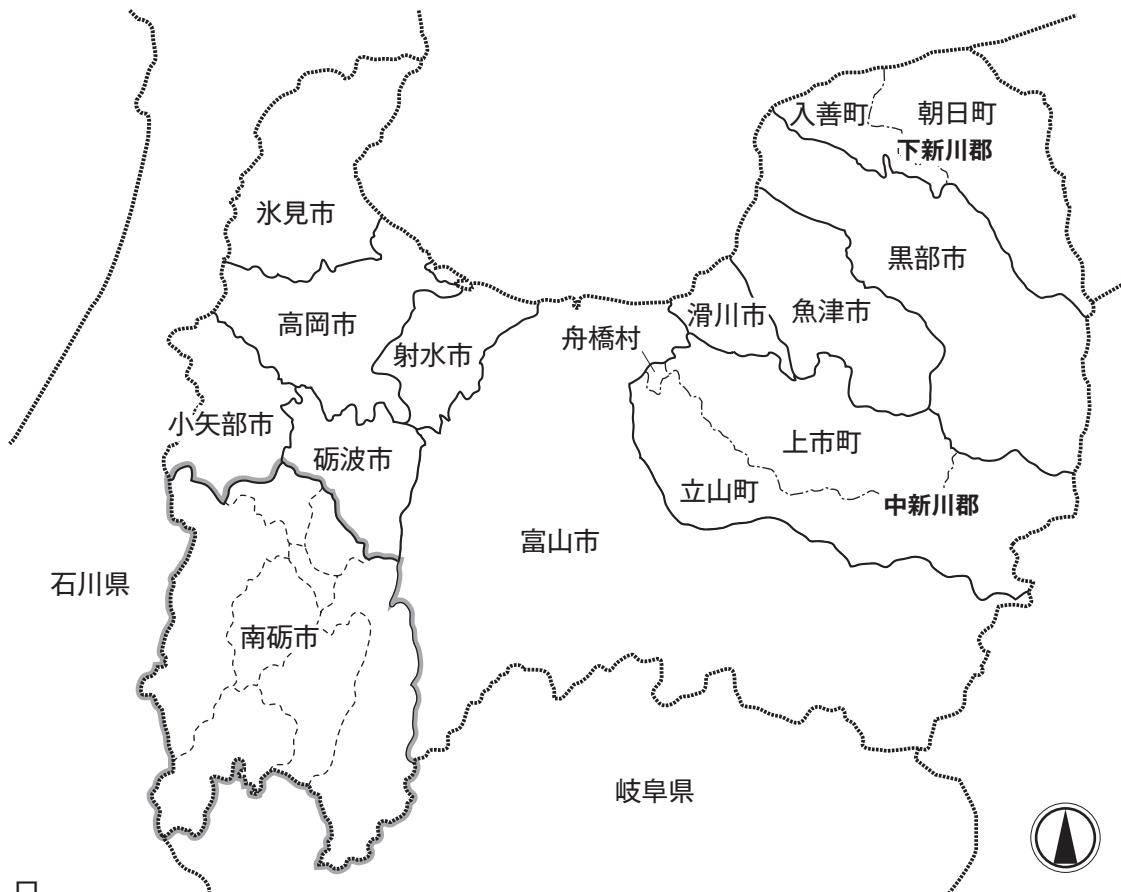 入善町
朝日町
下新川郡
氷見市
黒部市
高岡市
滑川市
魚津市
射水市
舟橋村
小矢部市
砺波市
上市町
立山町
中新川郡
富山市
石川県
南砺市
岐阜県